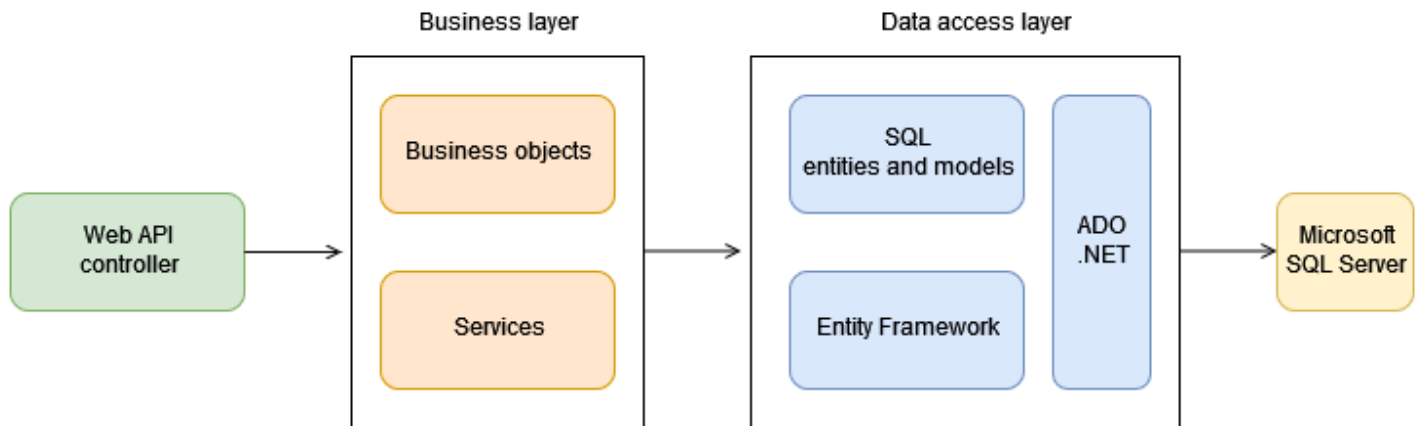 Business layer
Data access layer
Business objects
SQL
entities and models
Web API
controller
ADO
.NET
Microsoft
SQL Server
Services
Entity Framework